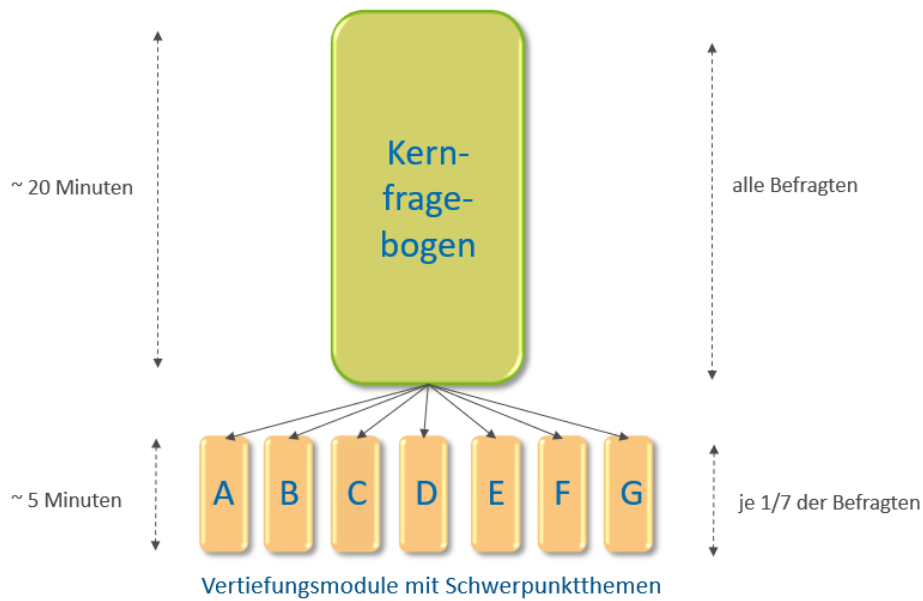 Kern-
frage-
bogen
~ 20 Minuten
alle Befragten
A B C D E F G
~ 5 Minuten
je 1/7 der Befragten
Vertiefungsmodule mit Schwerpunktthemen